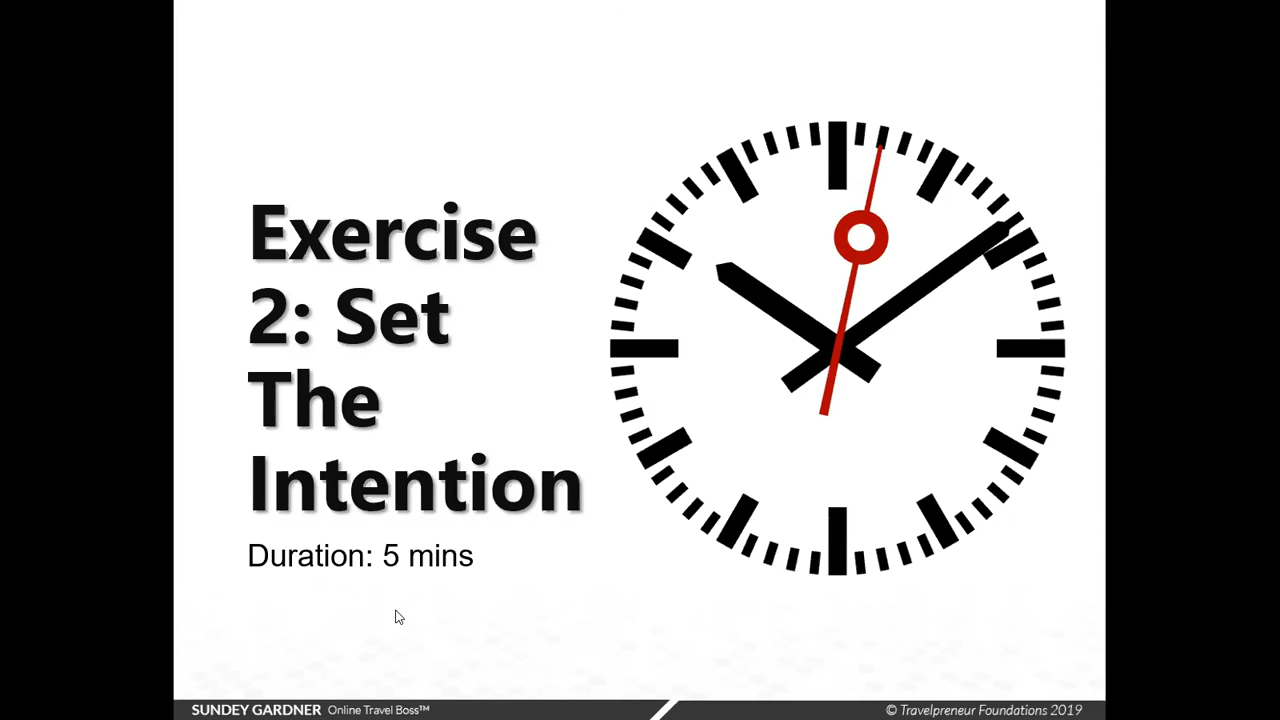 Exercise
2: Set
The
Intention
Duration: 5 mins
SUNDEY GARDNER Online Travel Boss™
© Travelpreneur Foundations 2019